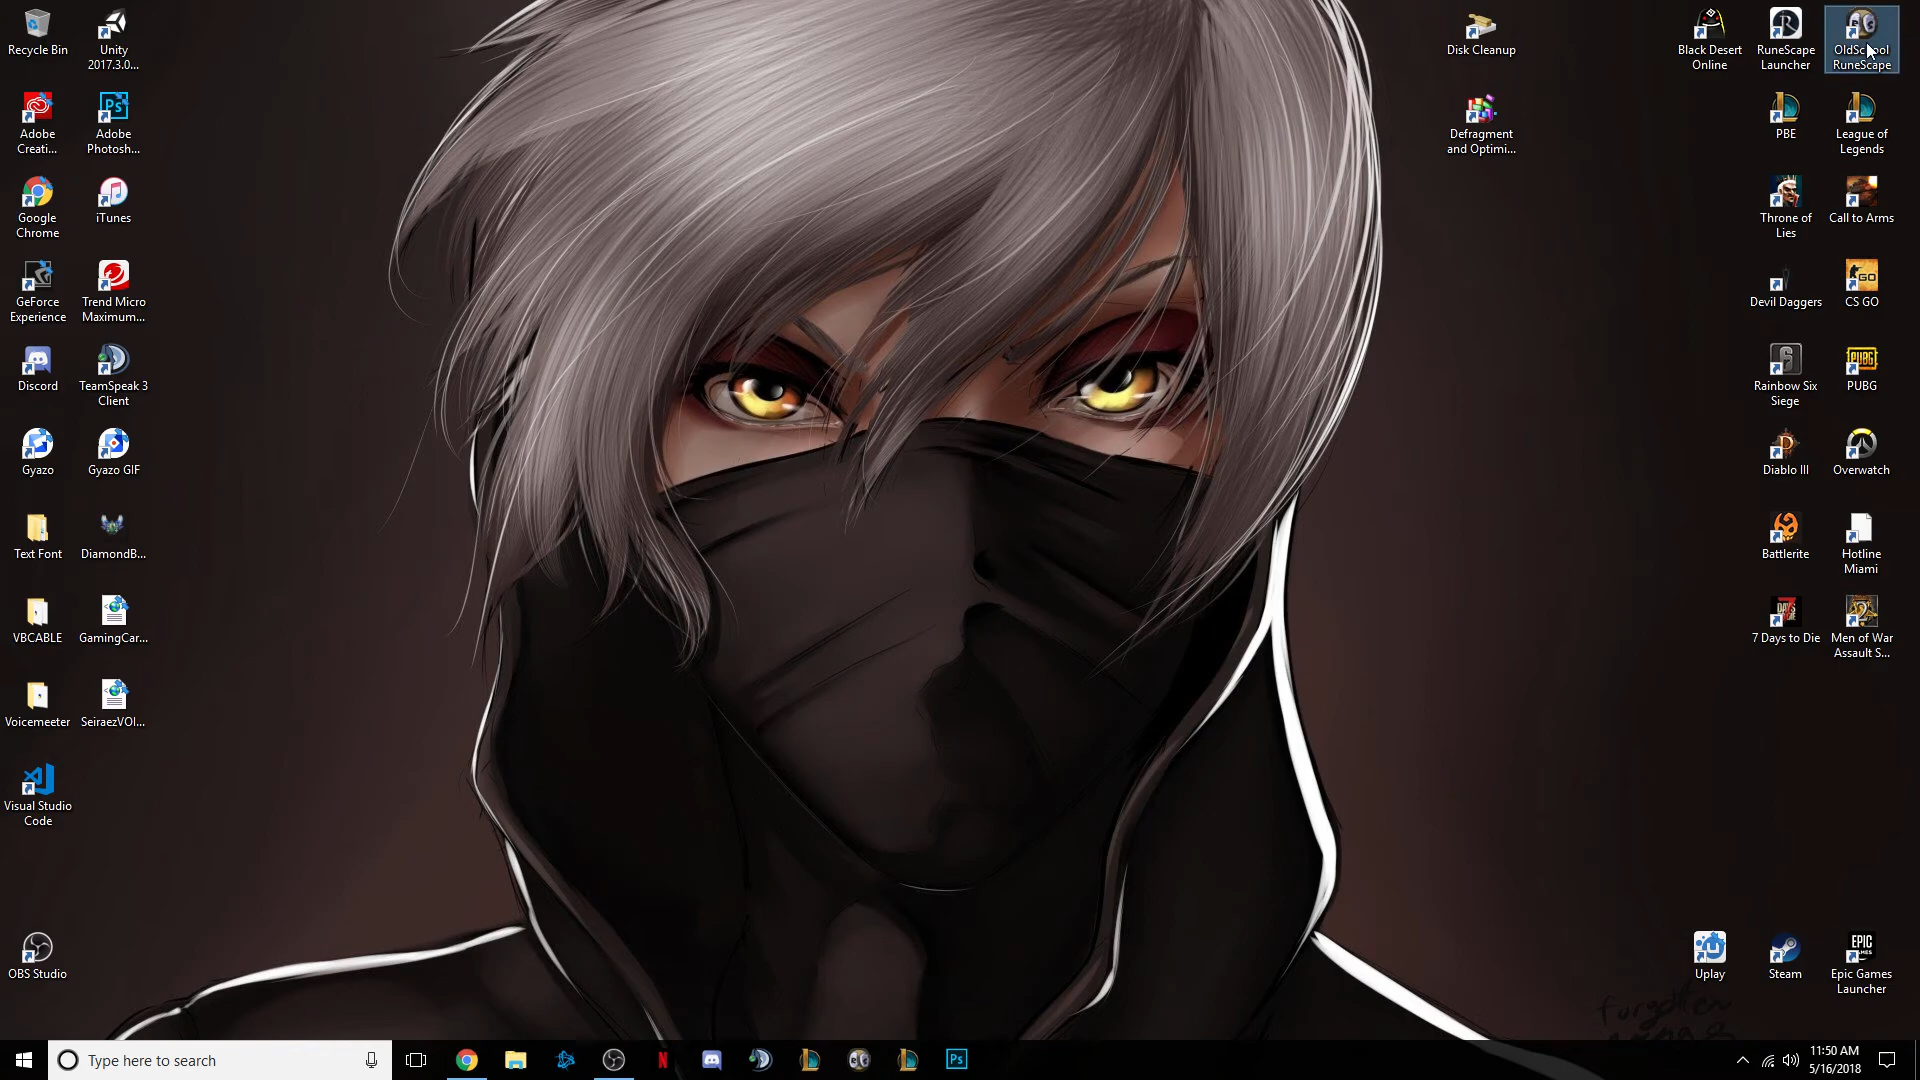 Recycle Bin
Unity
2017.3.0...
Adobe
Creati...
Adobe
Photosh...
Google
Chrome
iTunes
GeForce
Experience
Trend Micro
Maximum...
Discord
TeamSpeak 3
Client
Gyazo
Gyazo GIF
Text Font
DiamondB...
VBCABLE
GamingCar...
Voicemeeter
SeiraezVOI...
Visual Studio
Code
OBS Studio
Disk Cleanup
Defragment
and Optimi...
Black Desert
Online
RuneScape
Launcher
OldSchool
RuneScape
PBE
League of
Legends
Throne of
Lies
Call to Arms
Devil Daggers
CS GO
Rainbow Six
Siege
PUBG
Diablo III
Overwatch
Battlerite
Hotline
Miami
7 Days to Die
Men of War
Assault S...
Uplay
Steam
Epic Games
Launcher
forgotten
Type here to search
11:50 AM
5/16/2018